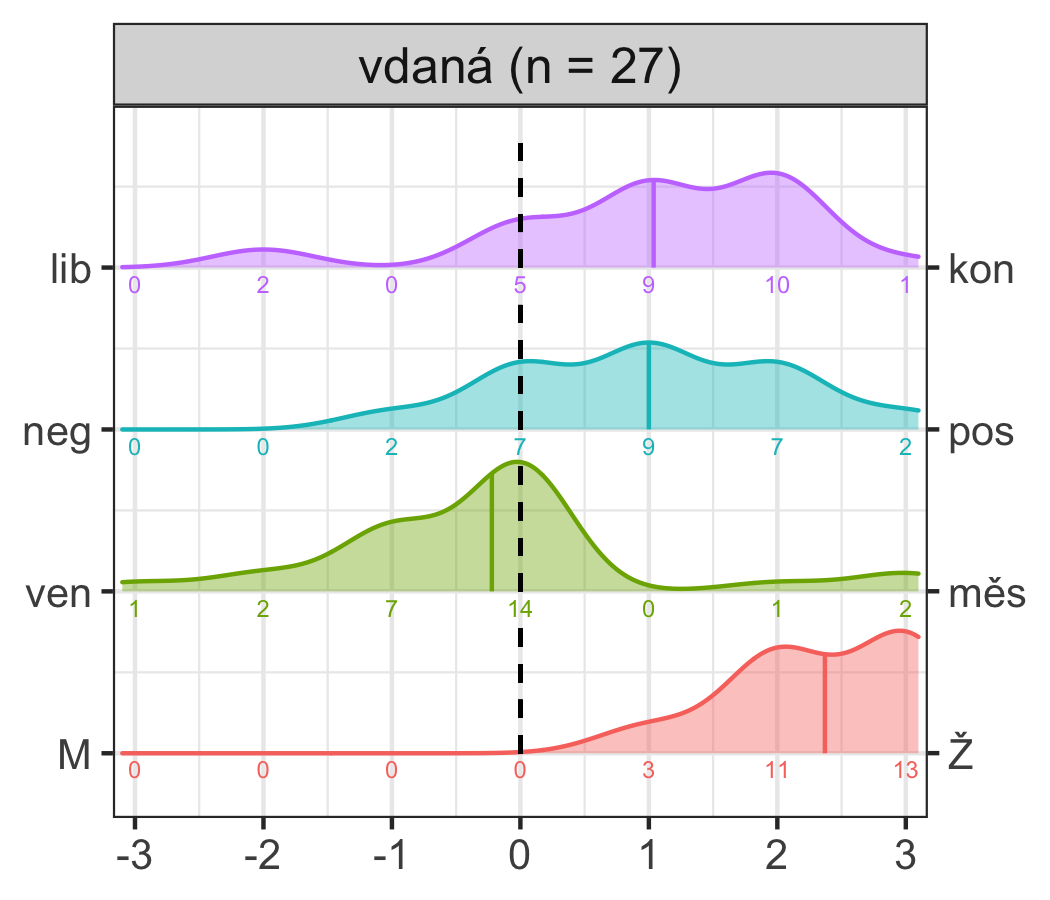 vdaná (n = 27)
lib kon
0 2 0 5 9 10 1
neg pos
0 0 2 7 9 7 2
ven měs
1 2 7 14 0 1 2
M Ž
0 0 0 0 3 11 13
-3 -2 -1 0 1 2 3